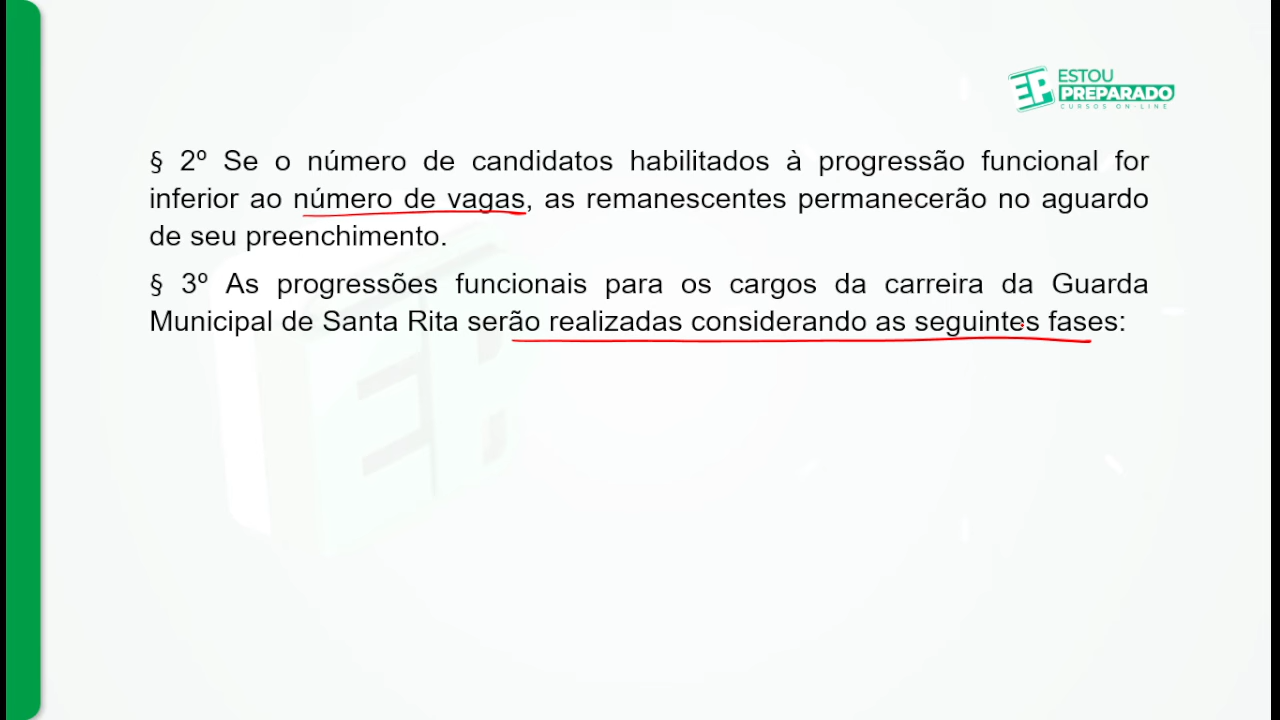 ESTOU
PREPARADO
CURSOS ON-LINE
§ 2º Se o número de candidatos habilitados à progressão funcional for
inferior ao número de vagas, as remanescentes permanecerão no aguardo
de seu preenchimento.
§ 3º As progressões funcionais para os cargos da carreira da Guarda
Municipal de Santa Rita serão realizadas considerando as seguintes fases: